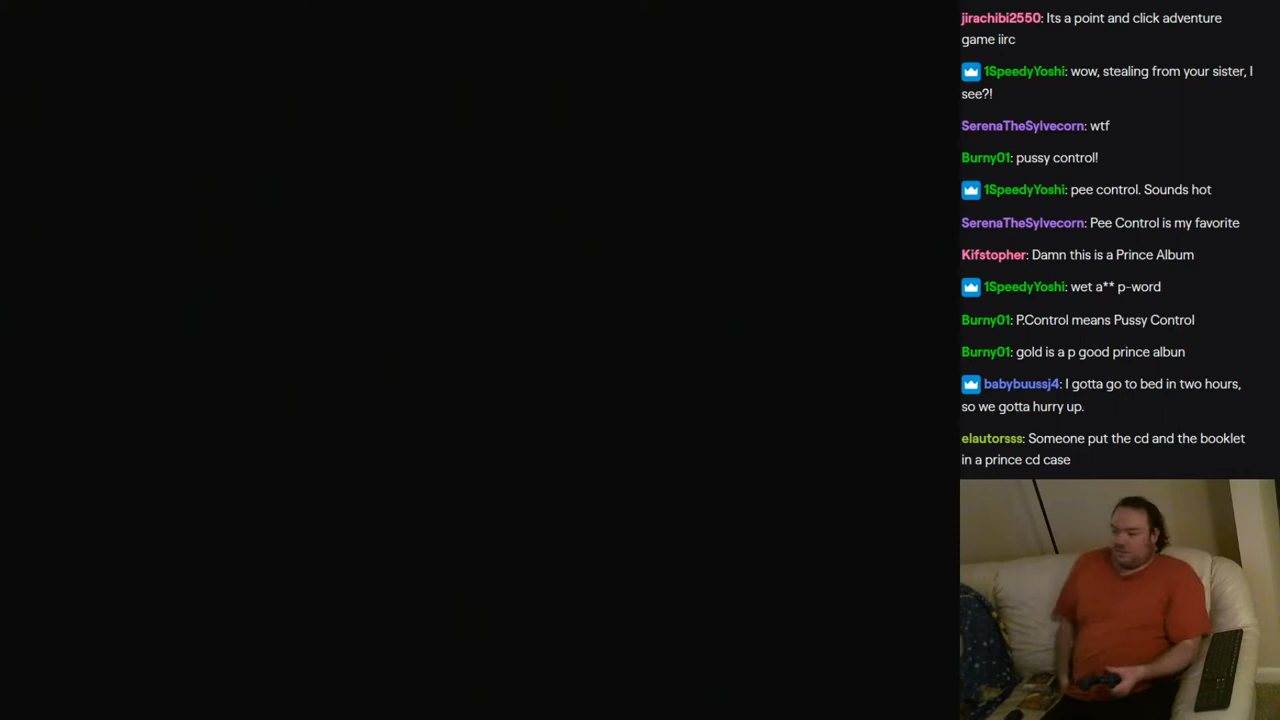 jirachibi2550: Its a point and click adventure
game iirc
1SpeedyYoshi: wow, stealing from your sister, I
see?!
SerenaTheSylvecorn: wtf
Burny01: pussy control!
1SpeedyYoshi: pee control. Sounds hot
SerenaTheSylvecorn: Pee Control is my favorite
Kifstopher: Damn this is a Prince Album
1SpeedyYoshi: wet a** p-word
Burny01: P.Control means Pussy Control
Burny01: gold is a p good prince albun
babybuussj4: I gotta go to bed in two hours,
so we gotta hurry up.
elautorsss: Someone put the cd and the booklet
in a prince cd case